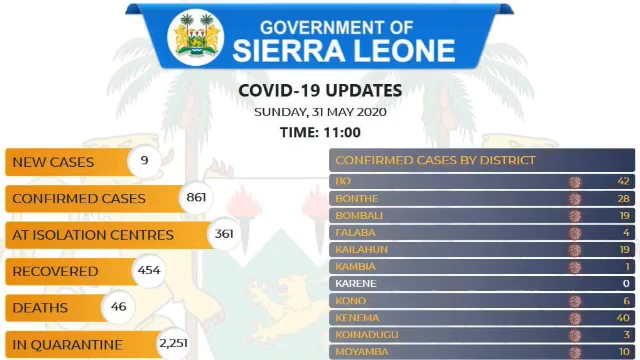 GOVERNMENT OF
SIERRA LEONE
COVID-19 UPDATES
SUNDAY, 31 MAY 2020
TIME: 11:00
NEW CASES 9
CONFIRMED CASES 861
AT ISOLATION CENTRES 361
RECOVERED 454
DEATHS 46
IN QUARANTINE 2,251
CONFIRMED CASES BY DISTRICT
BO 42
BONTHE 28
BOMBALI 19
FALABA 4
KAILAHUN 19
KAMBIA 1
KARENE 0
KONO 6
KENEMA 40
KOINADUGU 3
MOYAMBA 10